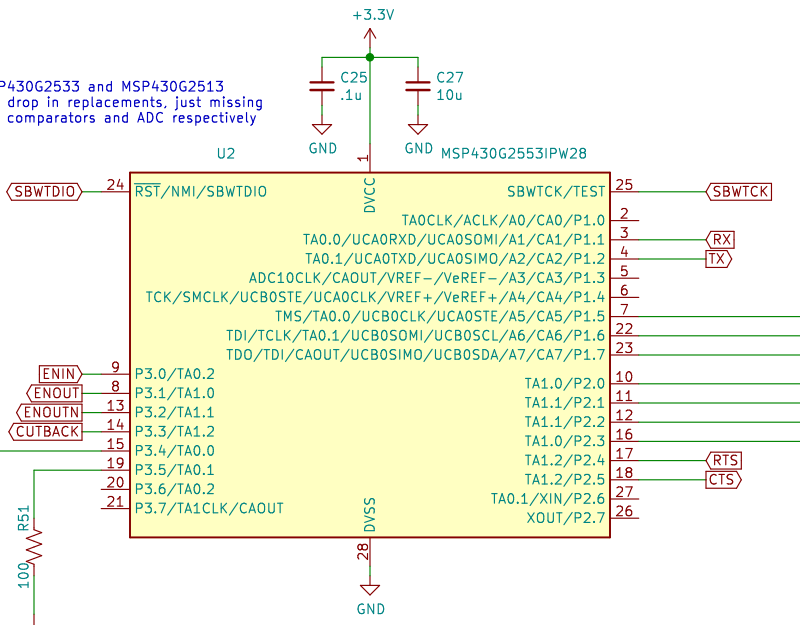 +3.3V
C25
.1u
C27
10u
GND
GND
P430G2533 and MSP430G2513
drop in replacements, just missing
comparators and ADC respectively
U2
MSP430G2553IPW28
1
DVCC
SBWTDIO
24
RST/NMI/SBWTDIO
SBWTCK/TEST
25
SBWTCK
TA0CLK/ACLK/A0/CA0/P1.0
2
TA0.0/UCA0RXD/UCA0SOMI/A1/CA1/P1.1
3
RX
TA0.1/UCA0TXD/UCA0SIMO/A2/CA2/P1.2
4
TX
ADC10CLK/CAOUT/VREF-/VeREF-/A3/CA3/P1.3
5
TCK/SMCLK/UCB0STE/UCA0CLK/VREF+/VeREF+/A4/CA4/P1.4
6
TMS/TA0.0/UCB0CLK/UCA0STE/A5/CA5/P1.5
7
TDI/TCLK/TA0.1/UCB0SOMI/UCB0SCL/A6/CA6/P1.6
22
TDO/TDI/CAOUT/UCB0SIMO/UCB0SDA/A7/CA7/P1.7
23
ENIN
9
P3.0/TA0.2
TA1.0/P2.0
10
ENOUT
8
P3.1/TA1.0
TA1.1/P2.1
11
ENOUTN
13
P3.2/TA1.1
TA1.1/P2.2
12
CUTBACK
14
P3.3/TA1.2
TA1.0/P2.3
16
15
P3.4/TA0.0
TA1.2/P2.4
17
RTS
19
P3.5/TA0.1
TA1.2/P2.5
18
CTS
20
P3.6/TA0.2
TA0.1/XIN/P2.6
27
21
P3.7/TA1CLK/CAOUT
XOUT/P2.7
26
DVSS
28
GND
R51
100